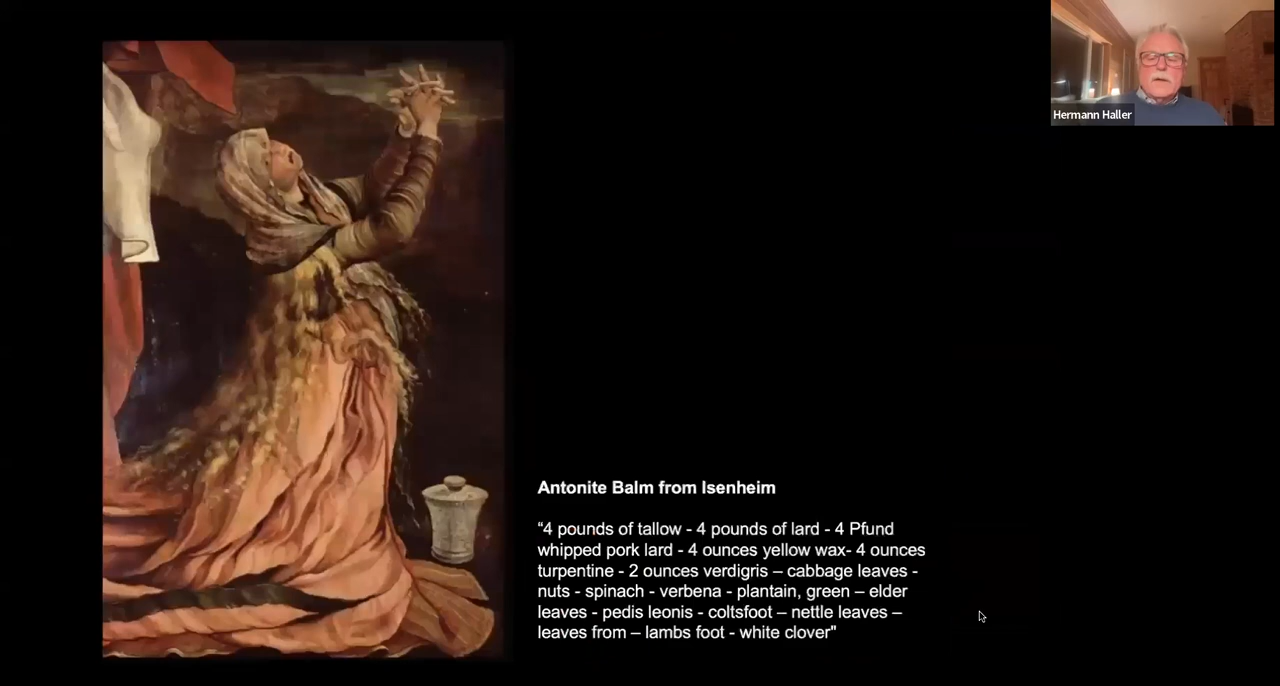 Hermann Haller
Antonite Balm from Isenheim
“4 pounds of tallow - 4 pounds of lard - 4 Pfund
whipped pork lard - 4 ounces yellow wax- 4 ounces
turpentine - 2 ounces verdigris – cabbage leaves -
nuts - spinach - verbena - plantain, green – elder
leaves - pedis leonis - coltsfoot – nettle leaves –
leaves from – lambs foot - white clover"